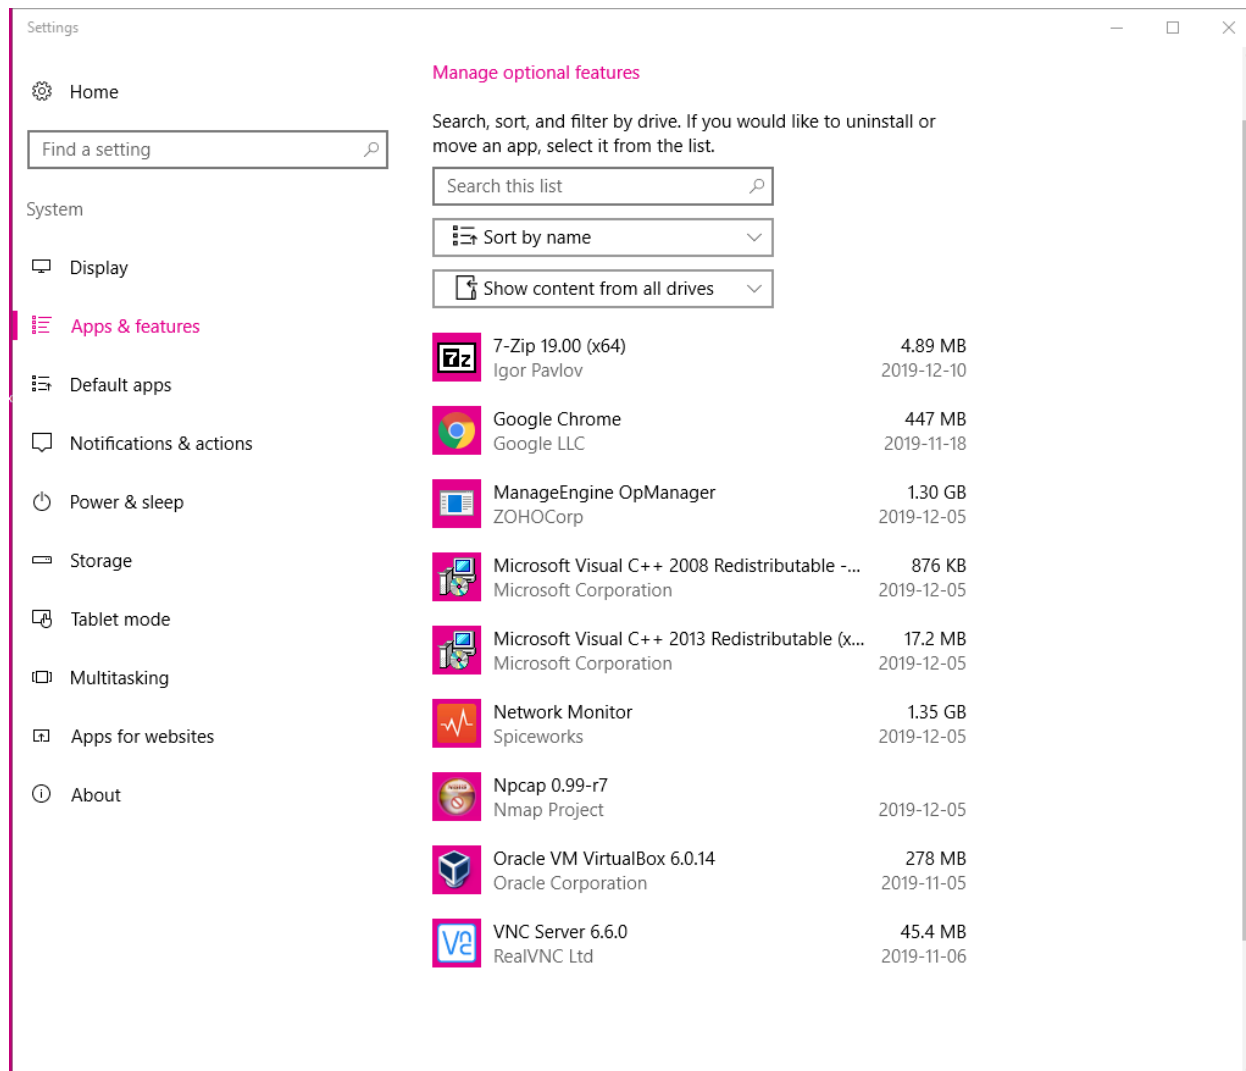 Settings
Home
Find a setting
System
Display
Apps & features
Default apps
Notifications & actions
Power & sleep
Storage
Tablet mode
Multitasking
Apps for websites
About
Manage optional features
Search, sort, and filter by drive. If you would like to uninstall or
move an app, select it from the list.
Search this list
Sort by name
Show content from all drives
7z
7-Zip 19.00 (x64) 4.89 MB
Igor Pavlov 2019-12-10
Google Chrome 447 MB
Google LLC 2019-11-18
ManageEngine OpManager 1.30 GB
ZOHOCorp 2019-12-05
Microsoft Visual C++ 2008 Redistributable -... 876 KB
Microsoft Corporation 2019-12-05
Microsoft Visual C++ 2013 Redistributable (x... 17.2 MB
Microsoft Corporation 2019-12-05
Network Monitor 1.35 GB
Spiceworks 2019-12-05
Npcap 0.99-r7
Nmap Project 2019-12-05
Oracle VM VirtualBox 6.0.14 278 MB
Oracle Corporation 2019-11-05
VNC Server 6.6.0 45.4 MB
RealVNC Ltd 2019-11-06